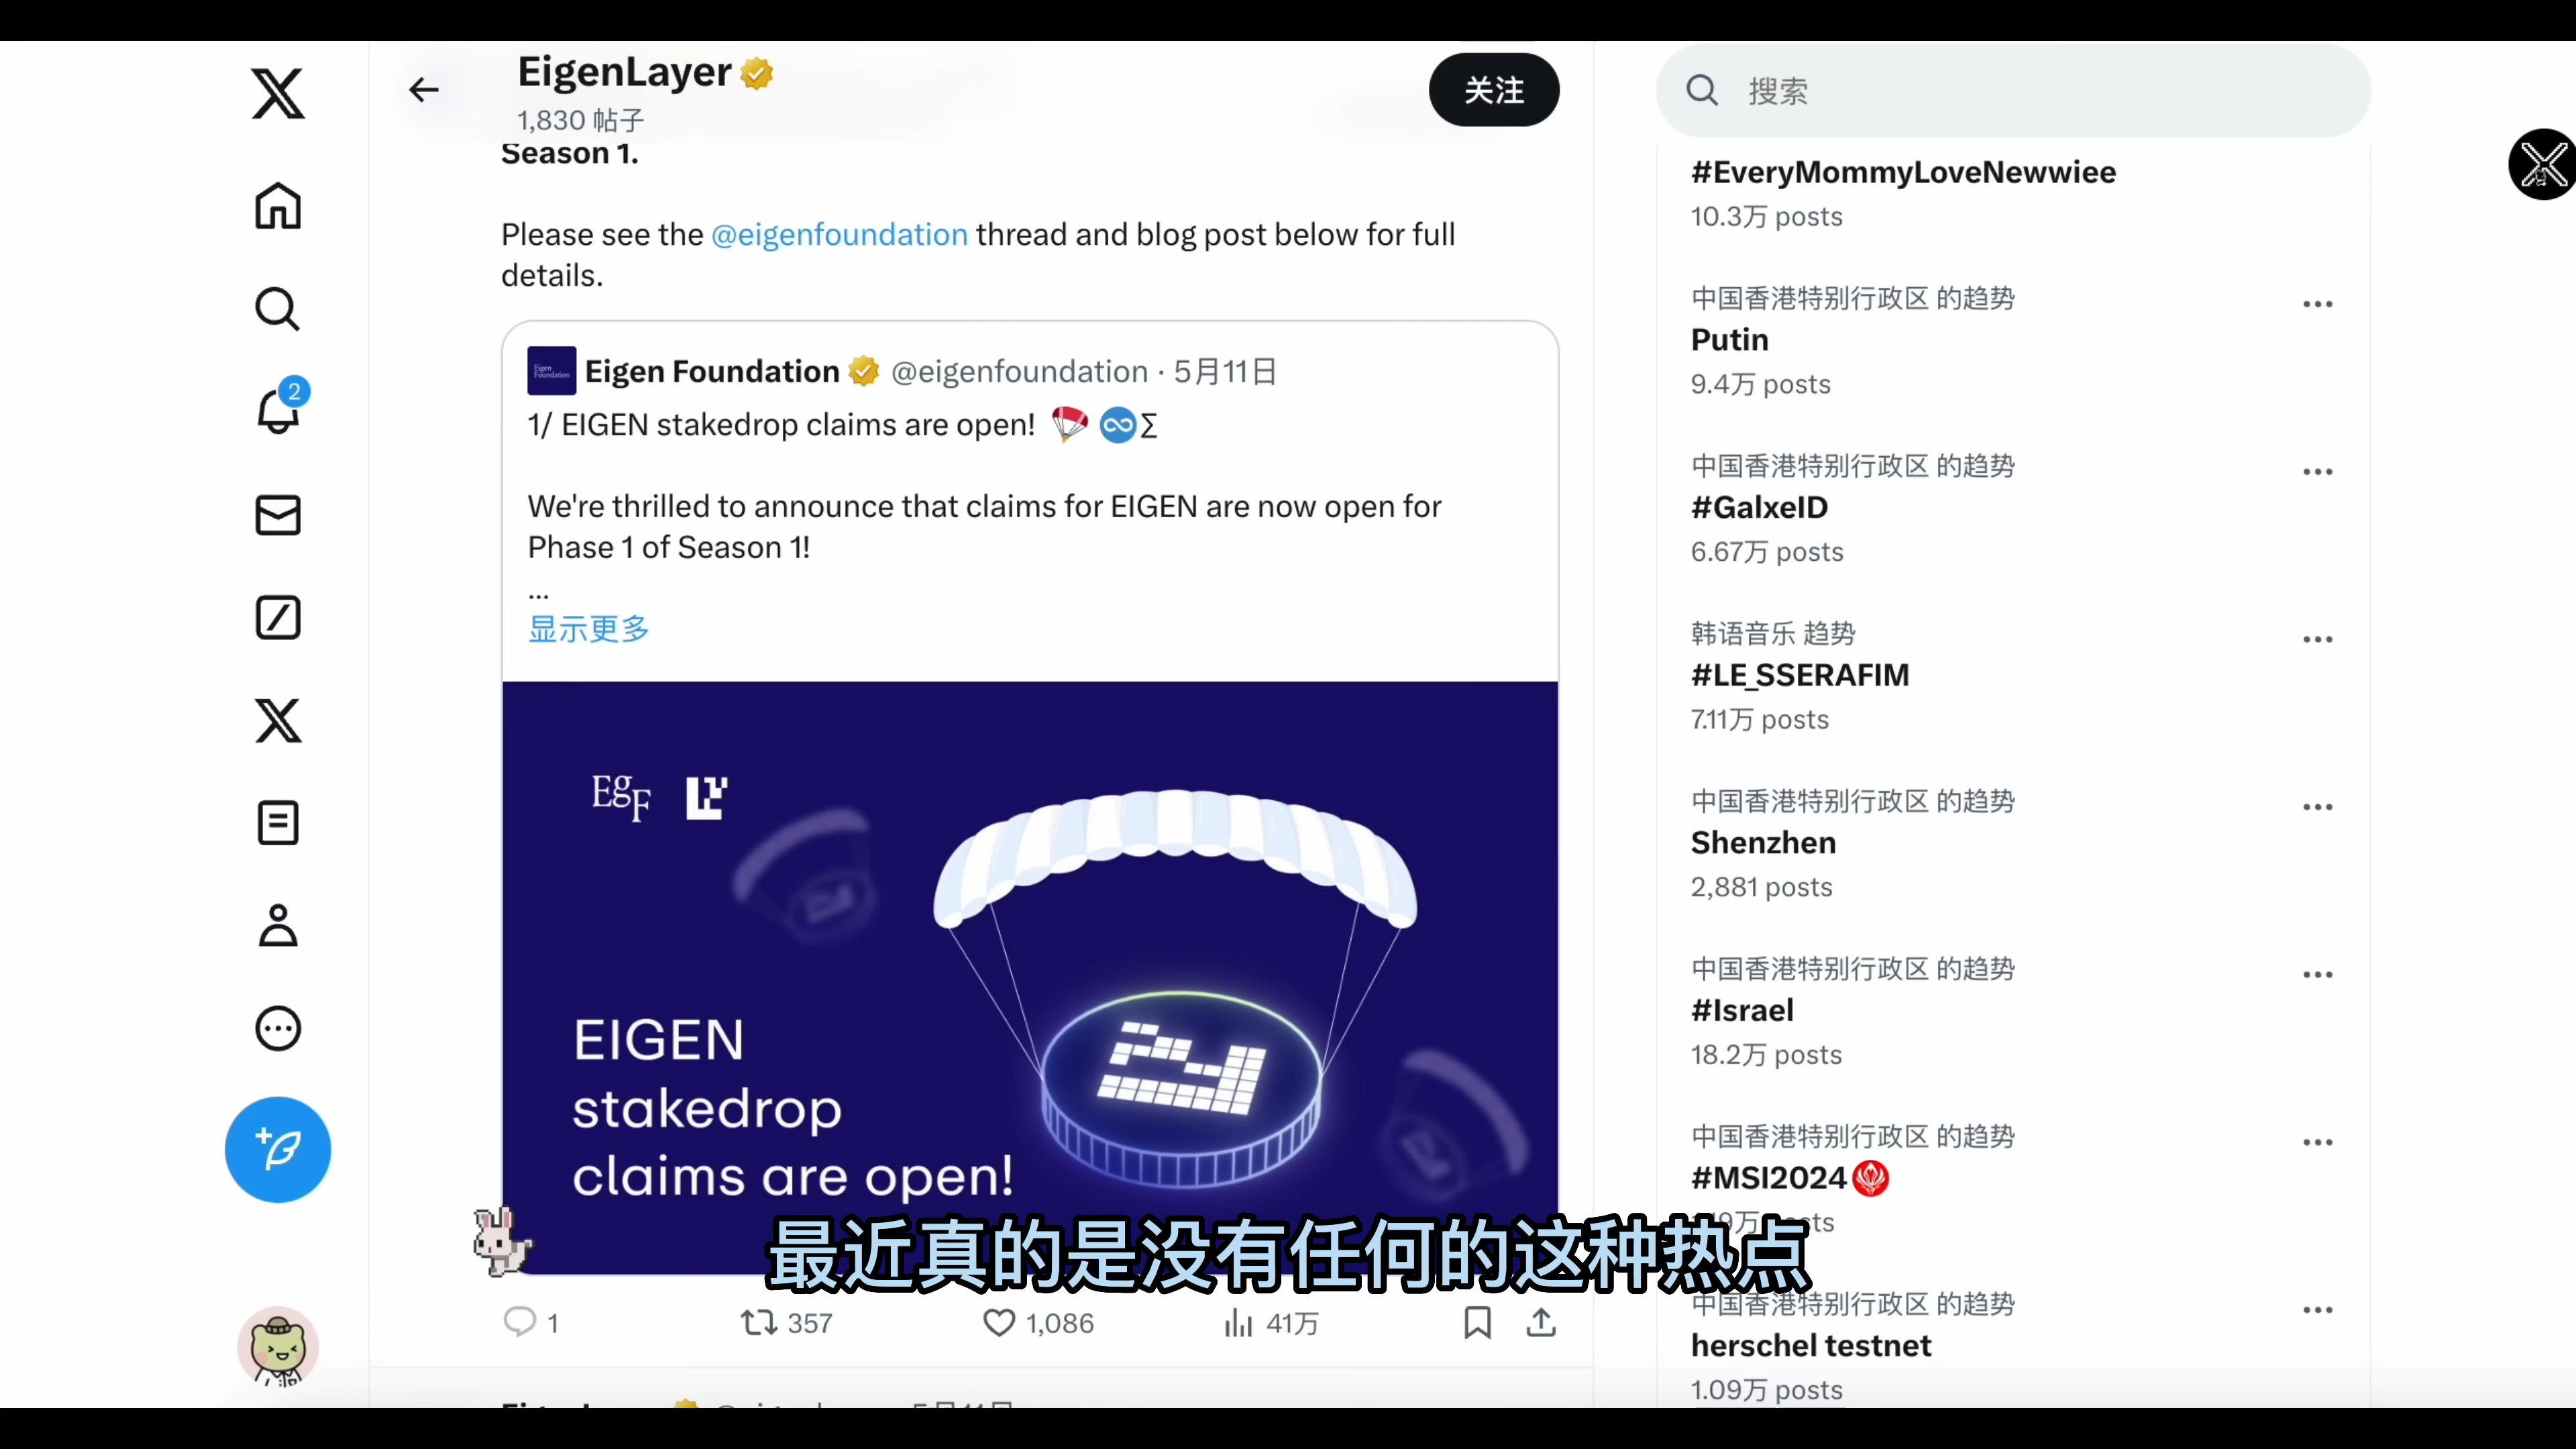 EigenLayer
1,830 帖子
关注
Season 1.
Please see the @eigenfoundation thread and blog post below for full
details.
Eigen Foundation @eigenfoundation · 5月11日
1/ EIGEN stakedrop claims are open! 🪂 ♾️∑
We're thrilled to announce that claims for EIGEN are now open for
Phase 1 of Season 1!
...
显示更多
Eigen Foundation
EgF
EIGEN
stakedrop
claims are open!
1
357
1,086
41万
2
搜索
#EveryMommyLoveNewwiee
10.3万 posts
中国香港特别行政区 的趋势
Putin
9.4万 posts
中国香港特别行政区 的趋势
#GalxeID
6.67万 posts
韩语音乐 趋势
#LE_SSERAFIM
7.11万 posts
中国香港特别行政区 的趋势
Shenzhen
2,881 posts
中国香港特别行政区 的趋势
#Israel
18.2万 posts
中国香港特别行政区 的趋势
#MSI2024
中国香港特别行政区 的趋势
herschel testnet
1.09万 posts
最近真的是没有任何的这种热点